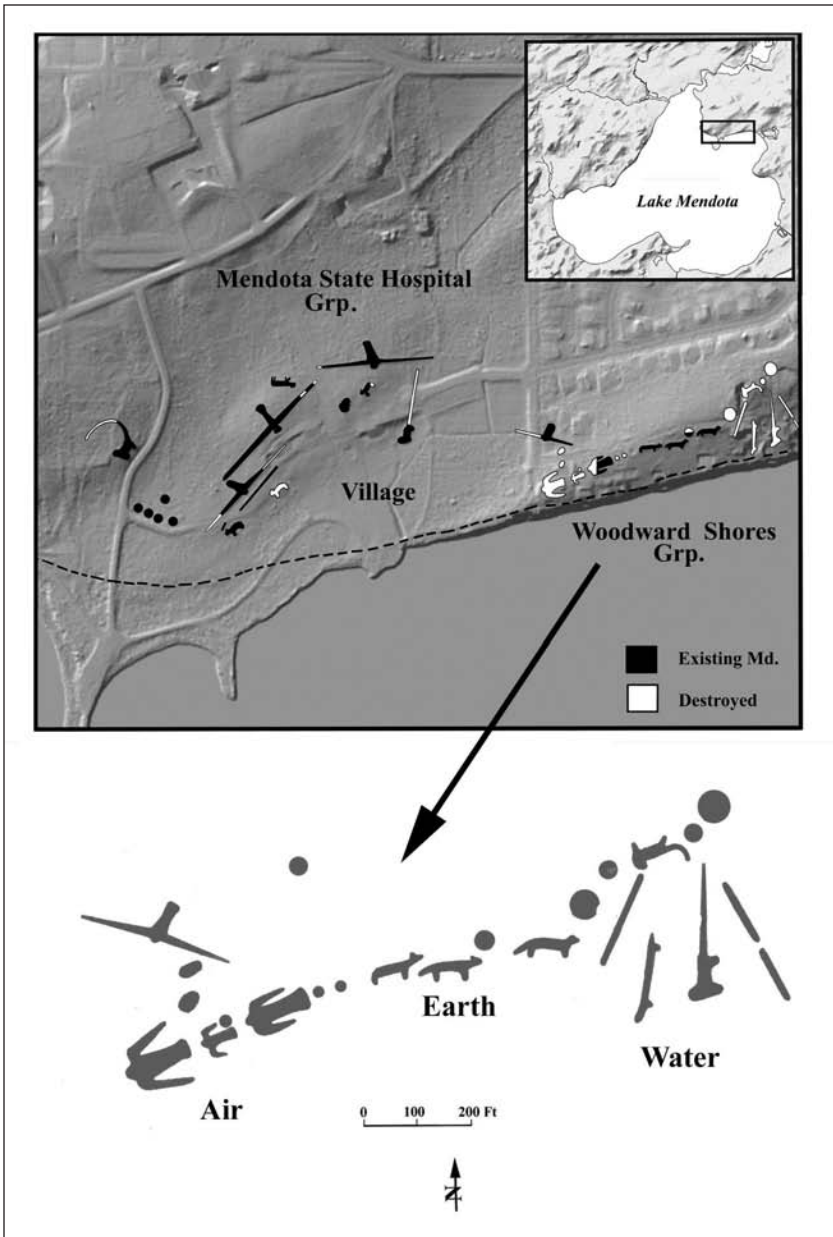 Lake Mendota
Mendota State Hospital
Grp.
Village
Woodward Shores
Grp.
Existing Md.
Destroyed
Earth
Water
Air
0 100 200 Ft
N